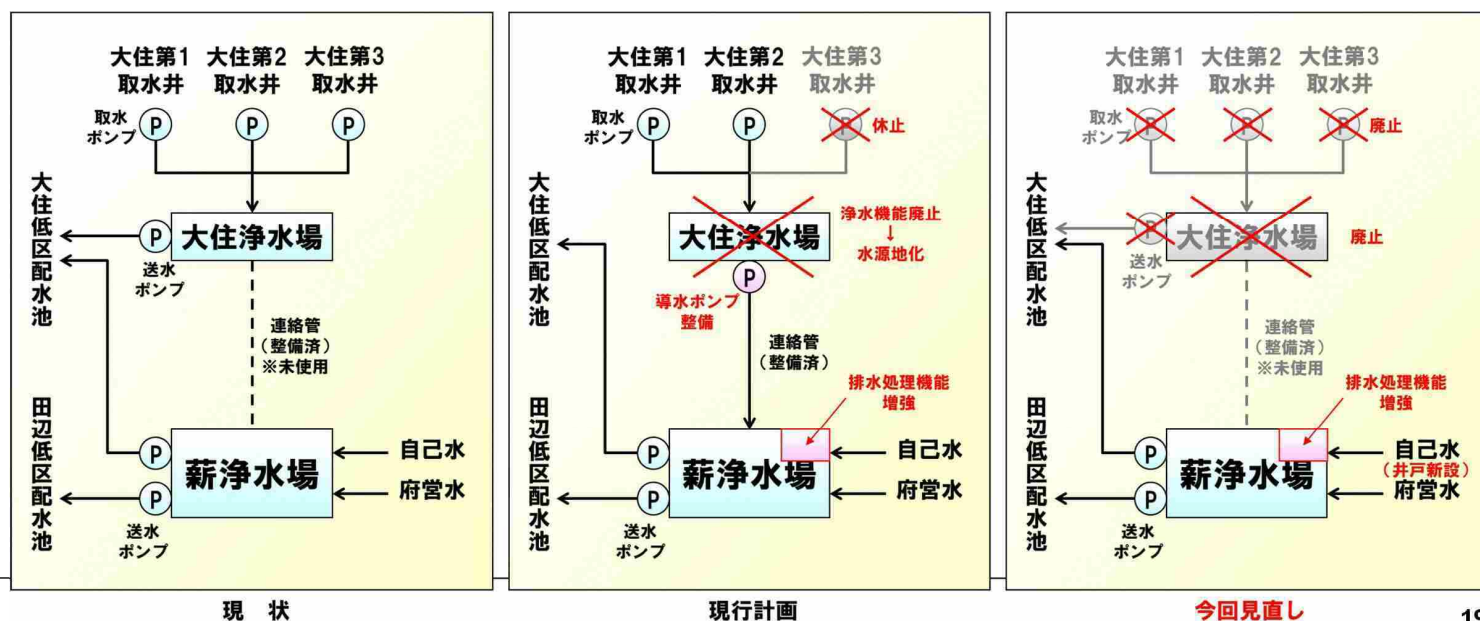 大住第1
取水井
大住第2
取水井
大住第3
取水井
取水
ポンプ
P
P
P
大住低区配水池
P
大住浄水場
送水
ポンプ
連絡管
（整備済）
※未使用
田辺低区配水池
P
P
薪浄水場
自己水
府営水
送水
ポンプ
現 状
大住第1
取水井
大住第2
取水井
大住第3
取水井
取水
ポンプ
P
P
P
休止
大住低区配水池
大住浄水場
浄水機能廃止
↓
水源地化
P
導水ポンプ
整備
連絡管
（整備済）
排水処理機能
増強
田辺低区配水池
P
P
薪浄水場
自己水
府営水
送水
ポンプ
現行計画
大住第1
取水井
大住第2
取水井
大住第3
取水井
取水
ポンプ
P
P
P
廃止
大住低区配水池
P
大住浄水場
廃止
送水
ポンプ
連絡管
（整備済）
※未使用
排水処理機能
増強
田辺低区配水池
P
P
薪浄水場
自己水
（井戸新設）
府営水
送水
ポンプ
今回見直し